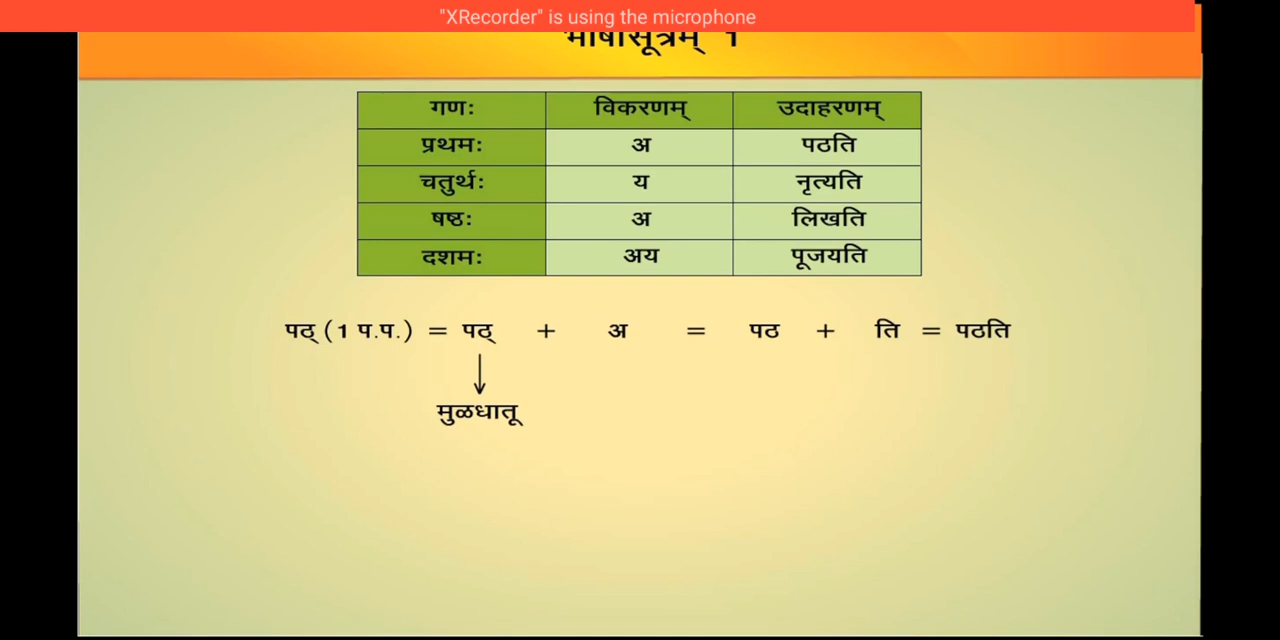 "XRecorder" is using the microphone
भाषासूत्रम् 1
गणः विकरणम् उदाहरणम्
प्रथमः अ पठति
चतुर्थः य नृत्यति
षष्ठः अ लिखति
दशमः अय पूजयति
पठ् (1 प.प.) = पठ् + अ = पठ + ति = पठति
मुळधातू